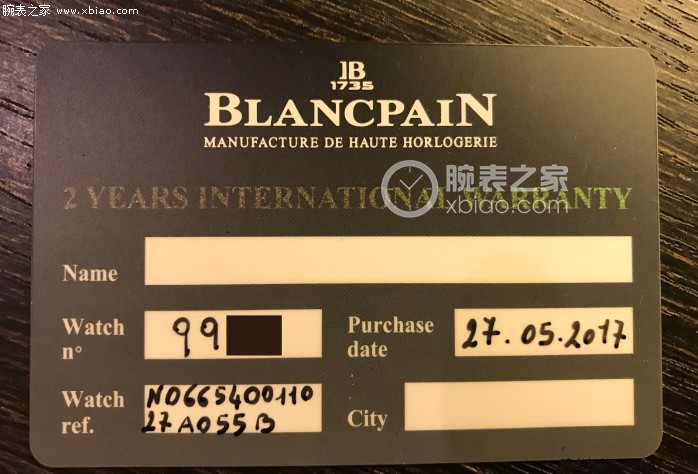 腕表之家
www.xbiao.com
JB
1735
BLANCPAIN
MANUFACTURE DE HAUTE HORLOGERIE
2 YEARS INTERNATIONAL WARRANTY
腕表之家
xbiao.com
Name
Watch n° 99
Purchase date 27.05.2017
Watch ref. N0665400110
27A055B
City